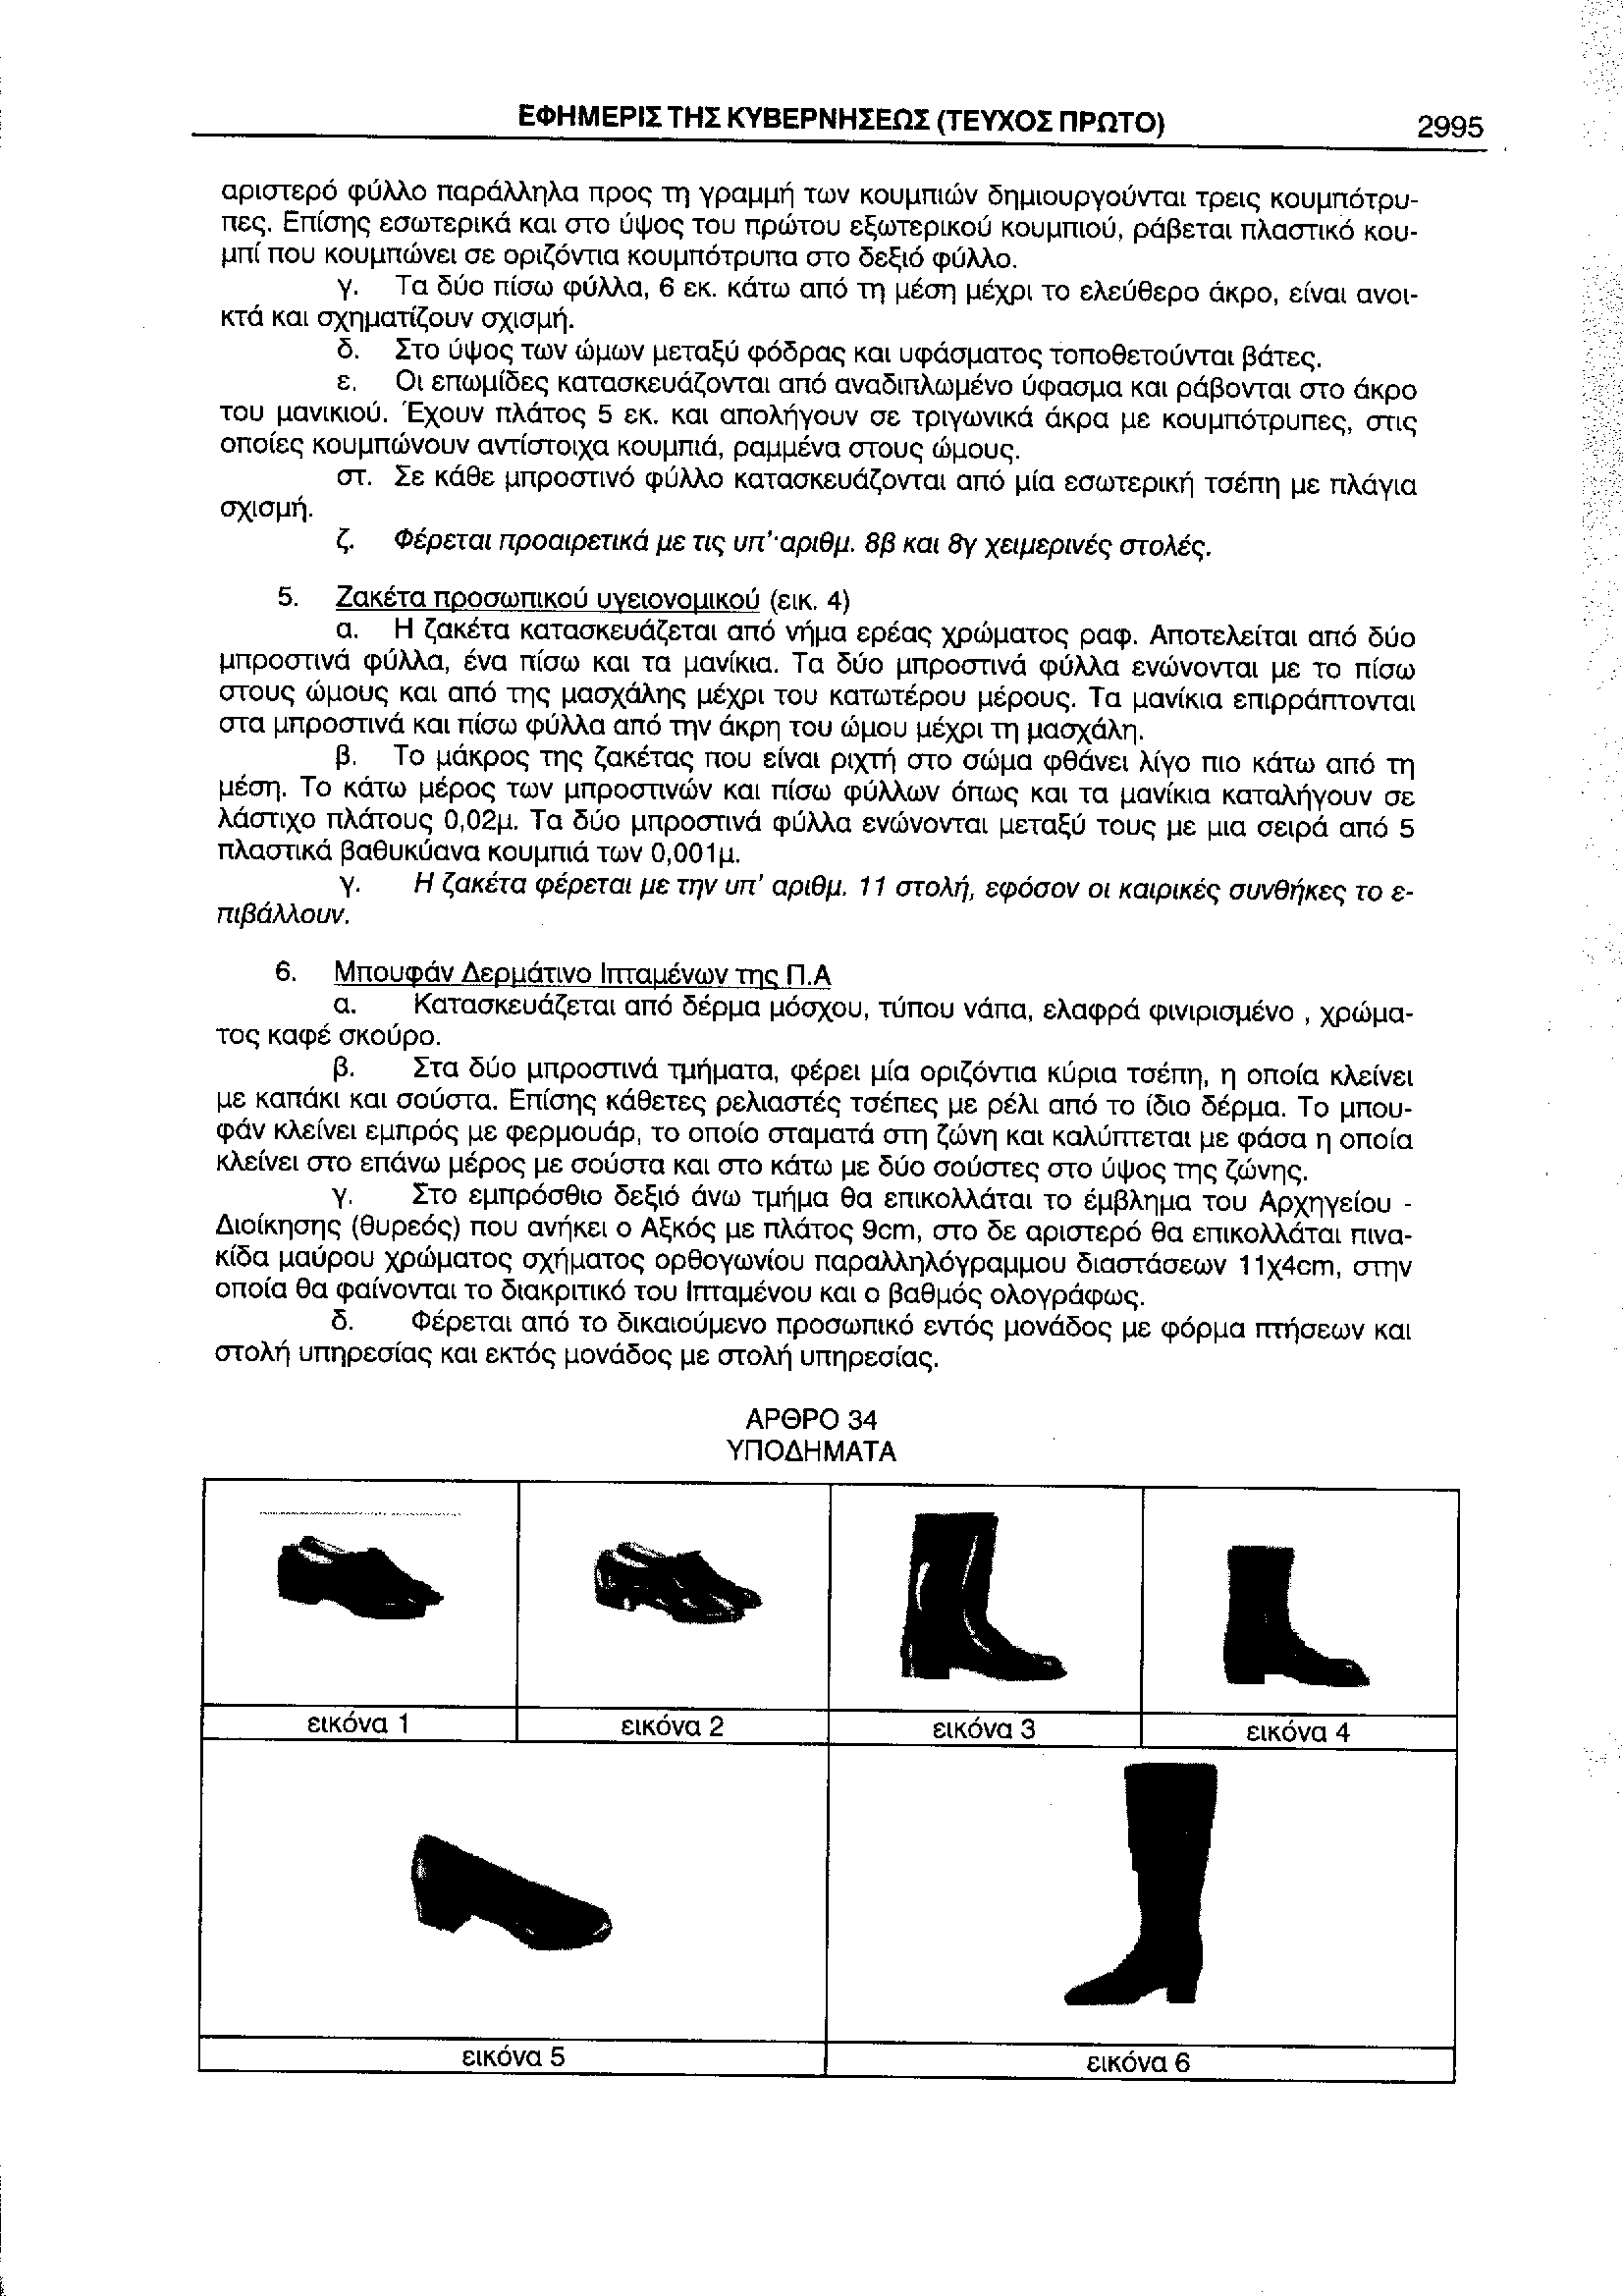 ΕΦΗΜΕΡΙΣ ΤΗΣ ΚΥΒΕΡΝΗΣΕΩΣ (ΤΕΥΧΟΣ ΠΡΩΤΟ) 2995
αριστερό φύλλο παράλληλα προς τη γραμμή των κουμπιών δημιουργούνται τρεις κουμπότρυ-
πες. Επίσης εσωτερικά και στο ύψος του πρώτου εξωτερικού κουμπιού, ράβεται πλαστικό κου-
μπί που κουμπώνει σε οριζόντια κουμπότρυπα στο δεξιό φύλλο.
γ. Τα δύο πίσω φύλλα, 6 εκ. κάτω από τη μέση μέχρι το ελεύθερο άκρο, είναι ανοι-
κτά και σχηματίζουν σχισμή.
δ. Στο ύψος των ώμων μεταξύ φόδρας και υφάσματος τοποθετούνται βάτες.
ε. Οι επωμίδες κατασκευάζονται από αναδιπλωμένο ύφασμα και ράβονται στο άκρο
του μανικιού. Έχουν πλάτος 5 εκ. και απολήγουν σε τριγωνικά άκρα με κουμπότρυπες, στις
οποίες κουμπώνουν αντίστοιχα κουμπιά, ραμμένα στους ώμους.
στ. Σε κάθε μπροστινό φύλλο κατασκευάζονται από μία εσωτερική τσέπη με πλάγια
σχισμή.
ζ. Φέρεται προαιρετικά με τις υπ' αριθμ. 8β και 8γ χειμερινές στολές.
5. Ζακέτα προσωπικού υγειονομικού (εικ. 4)
α. Η ζακέτα κατασκευάζεται από νήμα ερέας χρώματος ραφ. Αποτελείται από δύο
μπροστινά φύλλα, ένα πίσω και τα μανίκια. Τα δύο μπροστινά φύλλα ενώνονται με το πίσω
στους ώμους και από της μασχάλης μέχρι του κατωτέρου μέρους. Τα μανίκια επιρράπτονται
στα μπροστινά και πίσω φύλλα από την άκρη του ώμου μέχρι τη μασχάλη.
β. Το μάκρος της ζακέτας που είναι ριχτή στο σώμα φθάνει λίγο πιο κάτω από τη
μέση. Το κάτω μέρος των μπροστινών και πίσω φύλλων όπως και τα μανίκια καταλήγουν σε
λάστιχο πλάτους 0,02μ. Τα δύο μπροστινά φύλλα ενώνονται μεταξύ τους με μια σειρά από 5
πλαστικά βαθυκύανα κουμπιά των 0,001μ.
γ. Η ζακέτα φέρεται με την υπ' αριθμ. 11 στολή, εφόσον οι καιρικές συνθήκες το ε-
πιβάλλουν.
6. Μπουφάν Δερμάτινο Ιπταμένων της Π.Α
α. Κατασκευάζεται από δέρμα μόσχου, τύπου νάπα, ελαφρά φινιρισμένο , χρώμα-
τος καφέ σκούρο.
β. Στα δύο μπροστινά τμήματα, φέρει μία οριζόντια κύρια τσέπη, η οποία κλείνει
με καπάκι και σούστα. Επίσης κάθετες ρελιαστές τσέπες με ρέλι από το ίδιο δέρμα. Το μπου-
φάν κλείνει εμπρός με φερμουάρ, το οποίο σταματά στη ζώνη και καλύπτεται με φάσα η οποία
κλείνει στο επάνω μέρος με σούστα και στο κάτω με δύο σούστες στο ύψος της ζώνης.
γ. Στο εμπρόσθιο δεξιό άνω τμήμα θα επικολλάται το έμβλημα του Αρχηγείου -
Διοίκησης (θυρεός) που ανήκει ο Αξκός με πλάτος 9cm, στο δε αριστερό θα επικολλάται πινα-
κίδα μαύρου χρώματος σχήματος ορθογωνίου παραλληλόγραμμου διαστάσεων 11χ4cm, στην
οποία θα φαίνονται το διακριτικό του Ιπταμένου και ο βαθμός ολογράφως.
δ. Φέρεται από το δικαιούμενο προσωπικό εντός μονάδος με φόρμα πτήσεων και
στολή υπηρεσίας και εκτός μονάδος με στολή υπηρεσίας.
ΑΡΘΡΟ 34
ΥΠΟΔΗΜΑΤΑ
εικόνα 1 εικόνα 2 εικόνα 3 εικόνα 4
εικόνα 5 εικόνα 6